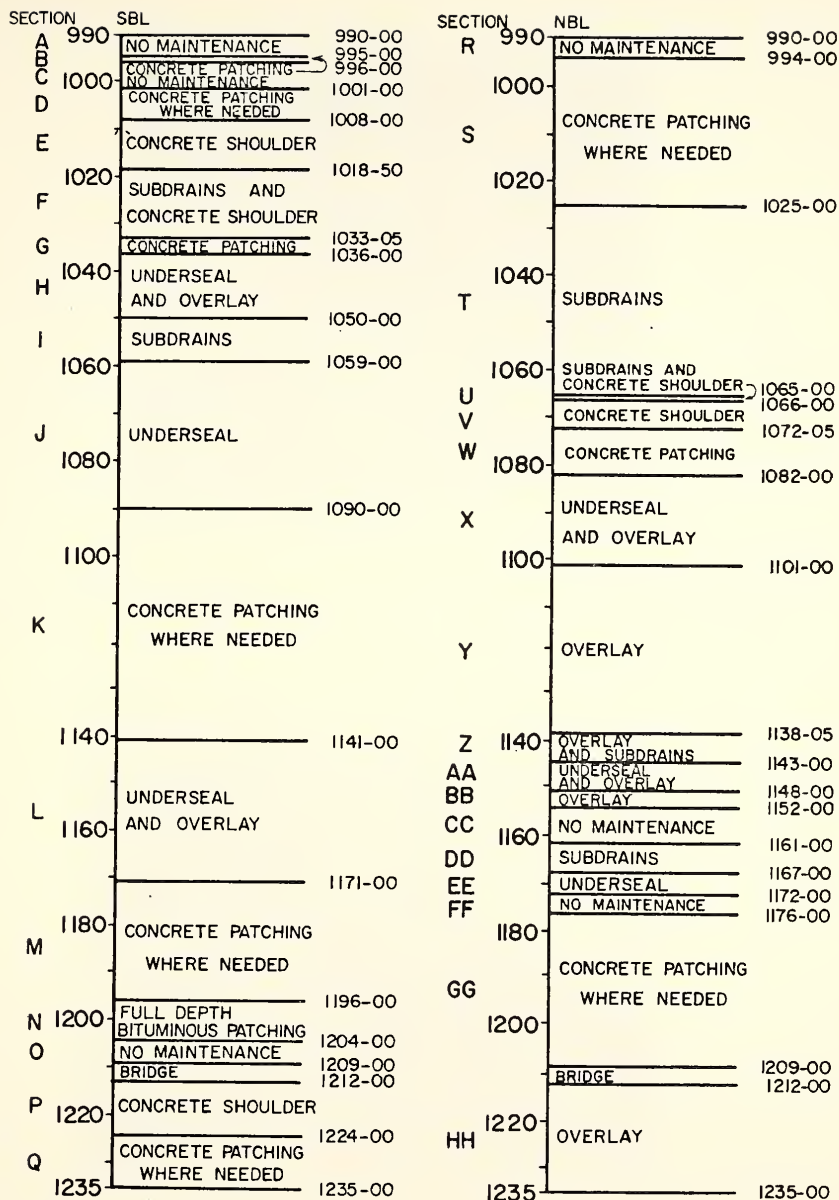 SECTION SBL
990
A NO MAINTENANCE 990-00
B 995-00
CONCRETE PATCHING 996-00
C 1000 NO MAINTENANCE 1001-00
D CONCRETE PATCHING
WHERE NEEDED 1008-00
E CONCRETE SHOULDER
1018-50
1020
F SUBDRAINS AND
CONCRETE SHOULDER
1033-05
G CONCRETE PATCHING 1036-00
1040
H UNDERSEAL
AND OVERLAY
1050-00
I SUBDRAINS
1059-00
1060
J UNDERSEAL
1080
1090-00
1100
K CONCRETE PATCHING
WHERE NEEDED
1140 1141-00
L UNDERSEAL
AND OVERLAY
1160
1171-00
1180
M CONCRETE PATCHING
WHERE NEEDED
1196-00
1200
N FULL DEPTH
BITUMINOUS PATCHING 1204-00
O NO MAINTENANCE 1209-00
BRIDGE 1212-00
P 1220 CONCRETE SHOULDER
1224-00
Q CONCRETE PATCHING
WHERE NEEDED
1235 1235-00
SECTION NBL
990 990-00
R NO MAINTENANCE 994-00
1000
S CONCRETE PATCHING
WHERE NEEDED
1020
1025-00
1040
T SUBDRAINS
1060
U SUBDRAINS AND
CONCRETE SHOULDER 1065-00
1066-00
V CONCRETE SHOULDER 1072-05
W CONCRETE PATCHING
1080 1082-00
X UNDERSEAL
AND OVERLAY
1100 1101-00
Y OVERLAY
1138-05
Z 1140 OVERLAY
AND SUBDRAINS 1143-00
AA UNDERSEAL
AND OVERLAY 1148-00
BB OVERLAY 1152-00
CC NO MAINTENANCE
1160 1161-00
DD SUBDRAINS 1167-00
EE UNDERSEAL 1172-00
FF NO MAINTENANCE 1176-00
1180
GG CONCRETE PATCHING
WHERE NEEDED
1200
1209-00
BRIDGE 1212-00
1220
HH OVERLAY
1235 1235-00